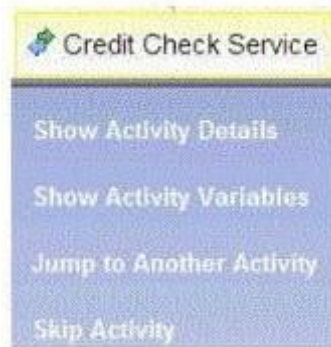 Credit Check Service
Show Activity Details
Show Activity Variables
Jump to Another Activity
Skip Activity